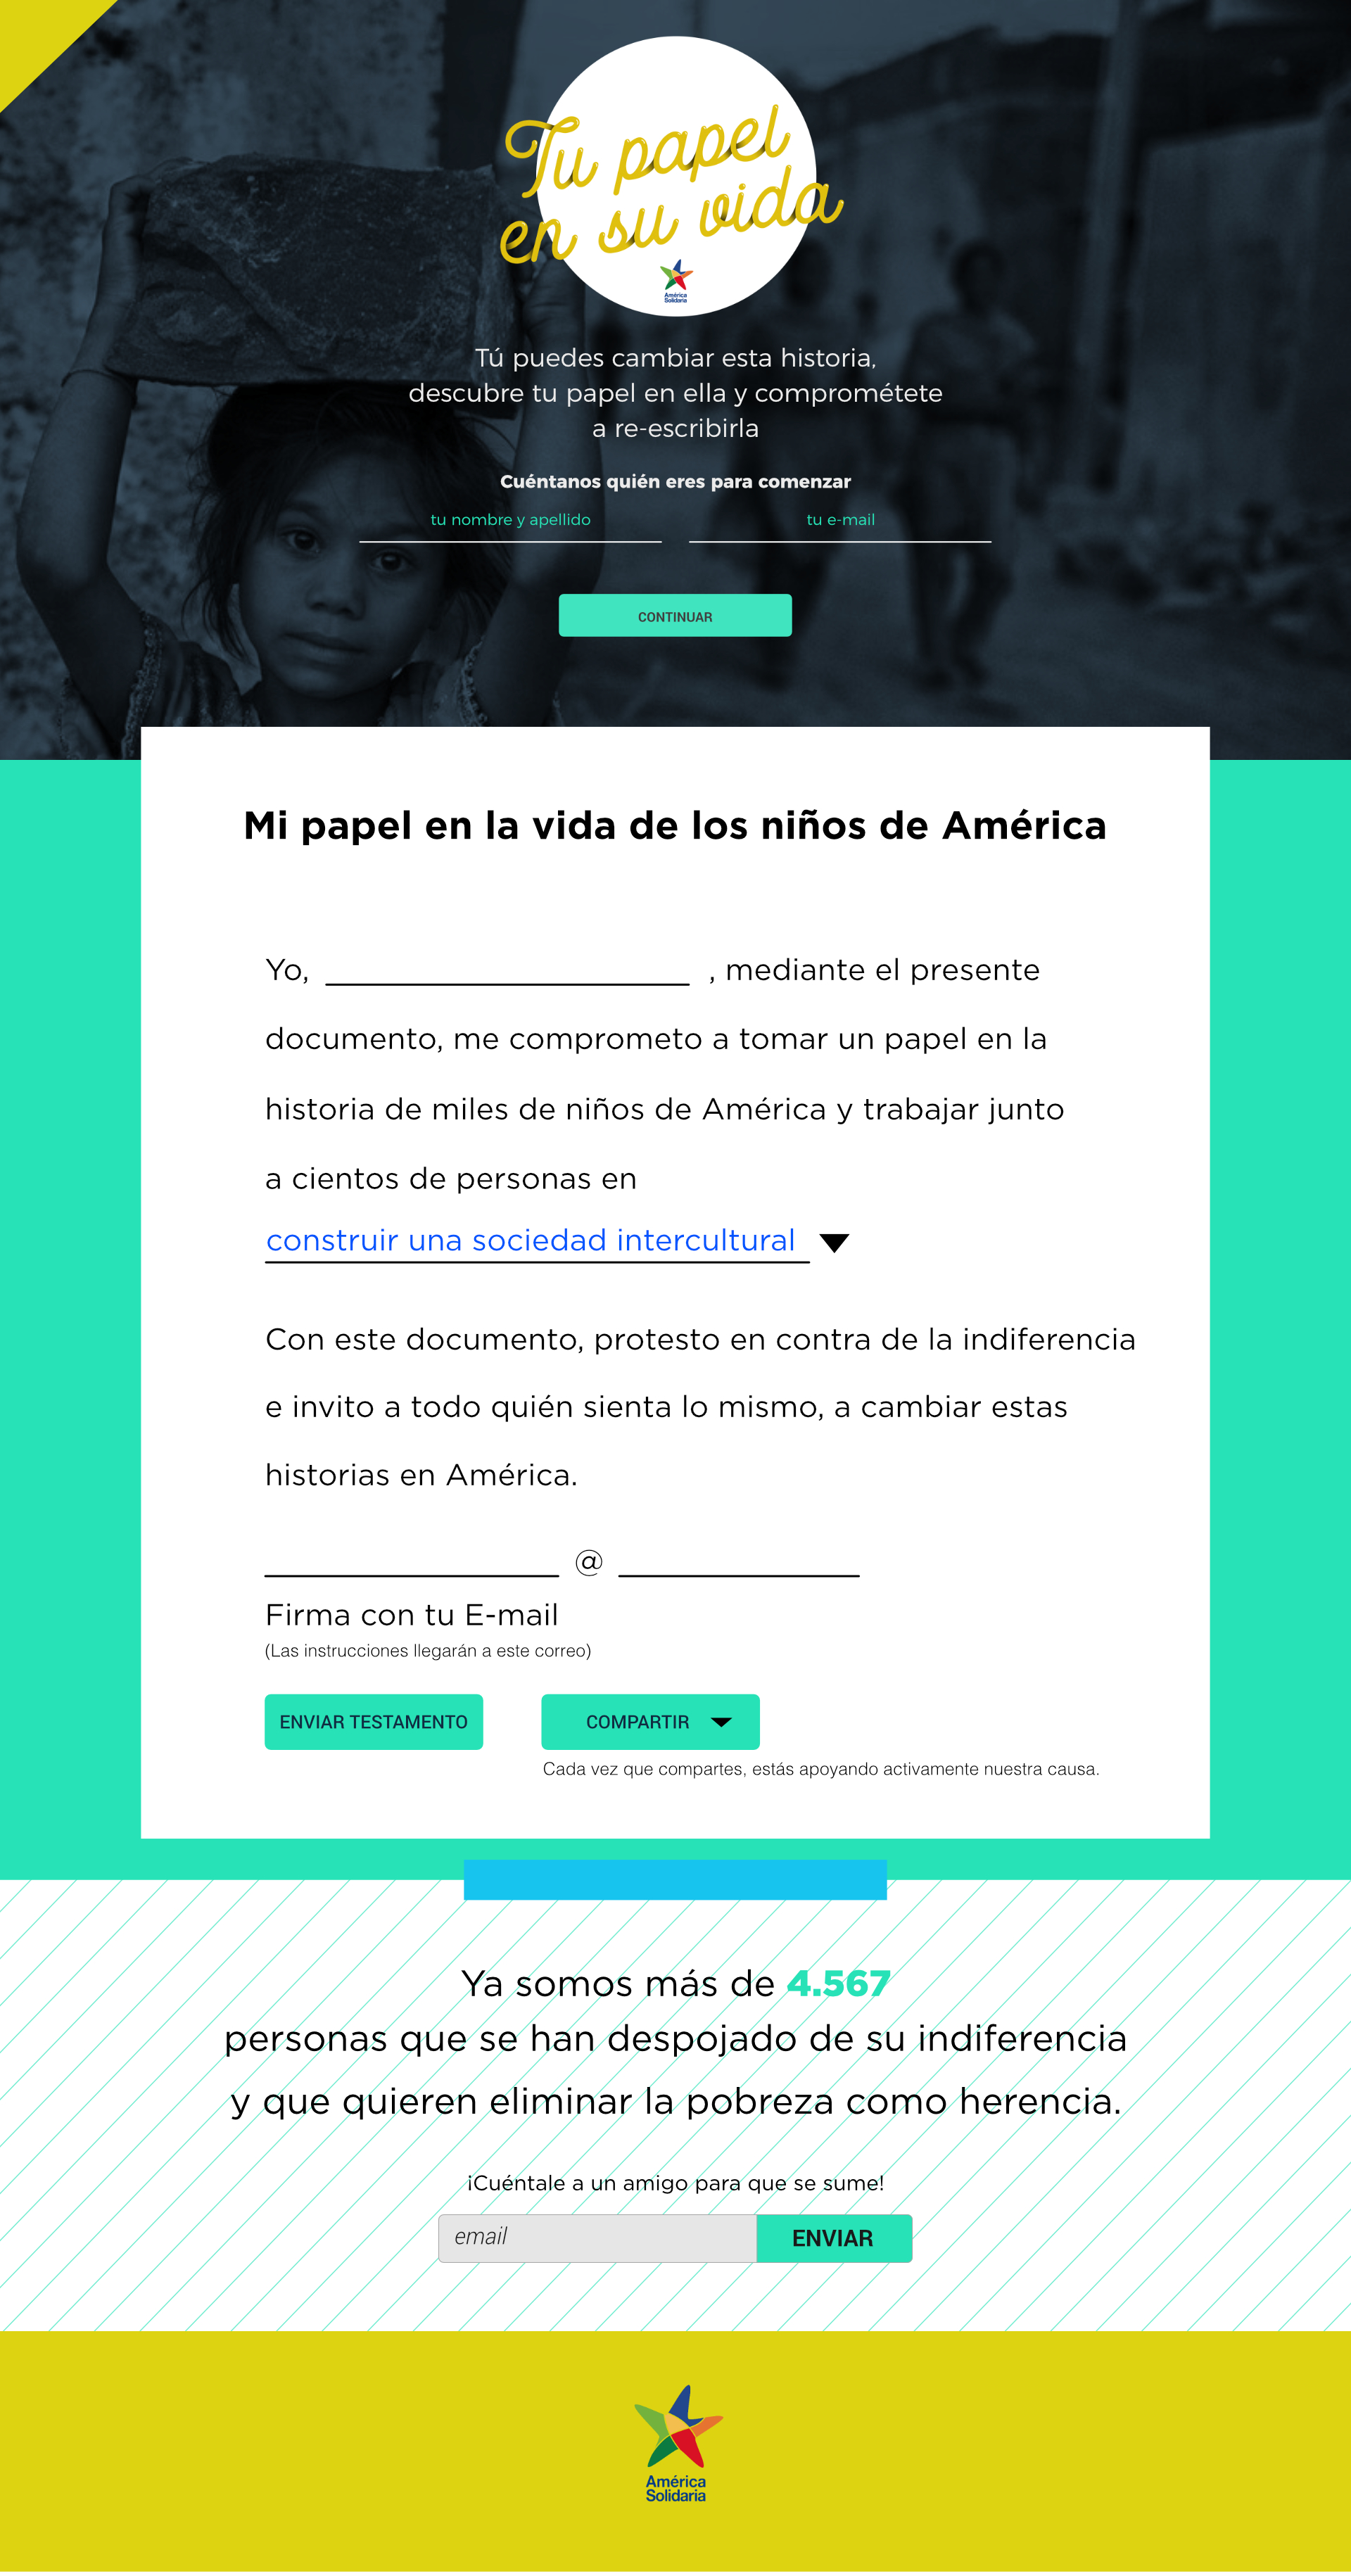 Tu papel
en su vida
América
Solidaria
Tú puedes cambiar esta historia,
descubre tu papel en ella y comprométete
a re-escribirla
Cuéntanos quién eres para comenzar
tu nombre y apellido
tu e-mail
CONTINUAR
Mi papel en la vida de los niños de América
Yo, , mediante el presente
documento, me comprometo a tomar un papel en la
historia de miles de niños de América y trabajar junto
a cientos de personas en
construir una sociedad intercultural
Con este documento, protesto en contra de la indiferencia
e invito a todo quién sienta lo mismo, a cambiar estas
historias en América.
@
Firma con tu E-mail
(Las instrucciones llegarán a este correo)
ENVIAR TESTAMENTO
COMPARTIR
Cada vez que compartes, estás apoyando activamente nuestra causa.
Ya somos más de 4.567
personas que se han despojado de su indiferencia
y que quieren eliminar la pobreza como herencia.
¡Cuéntale a un amigo para que se sume!
email
ENVIAR
América
Solidaria